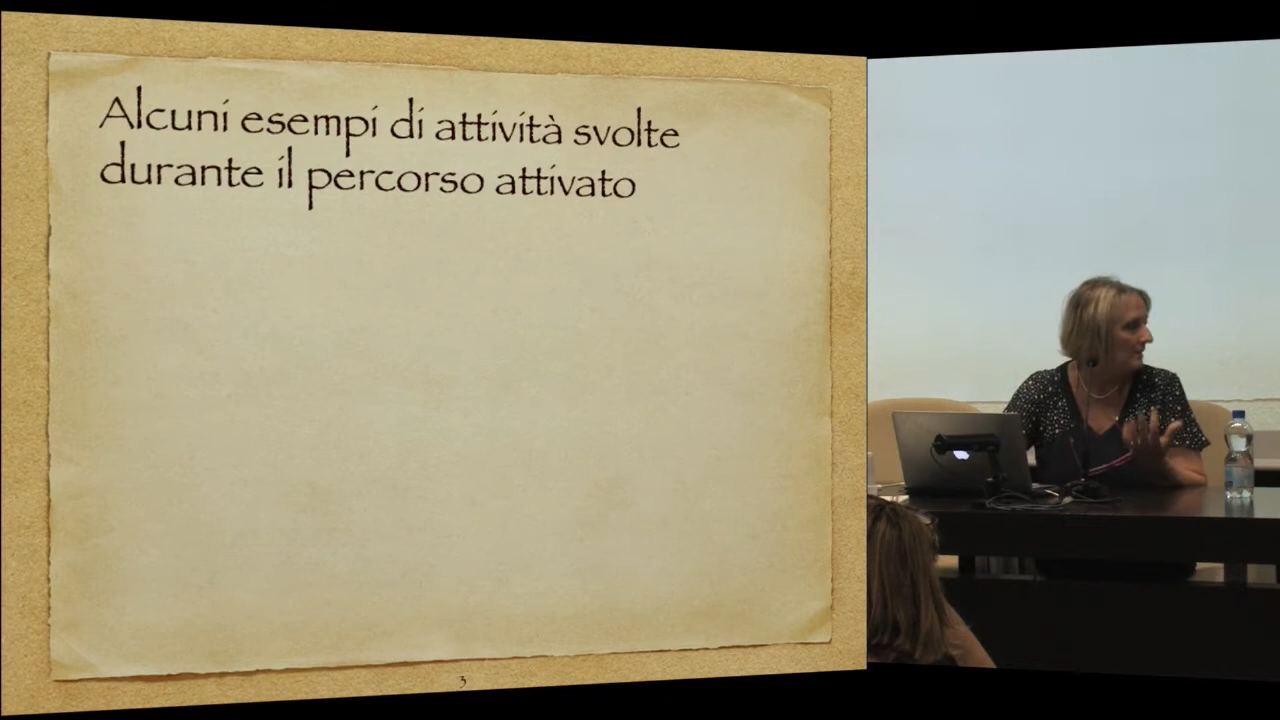 Alcuni esempi di attività svolte
durante il percorso attivato
3